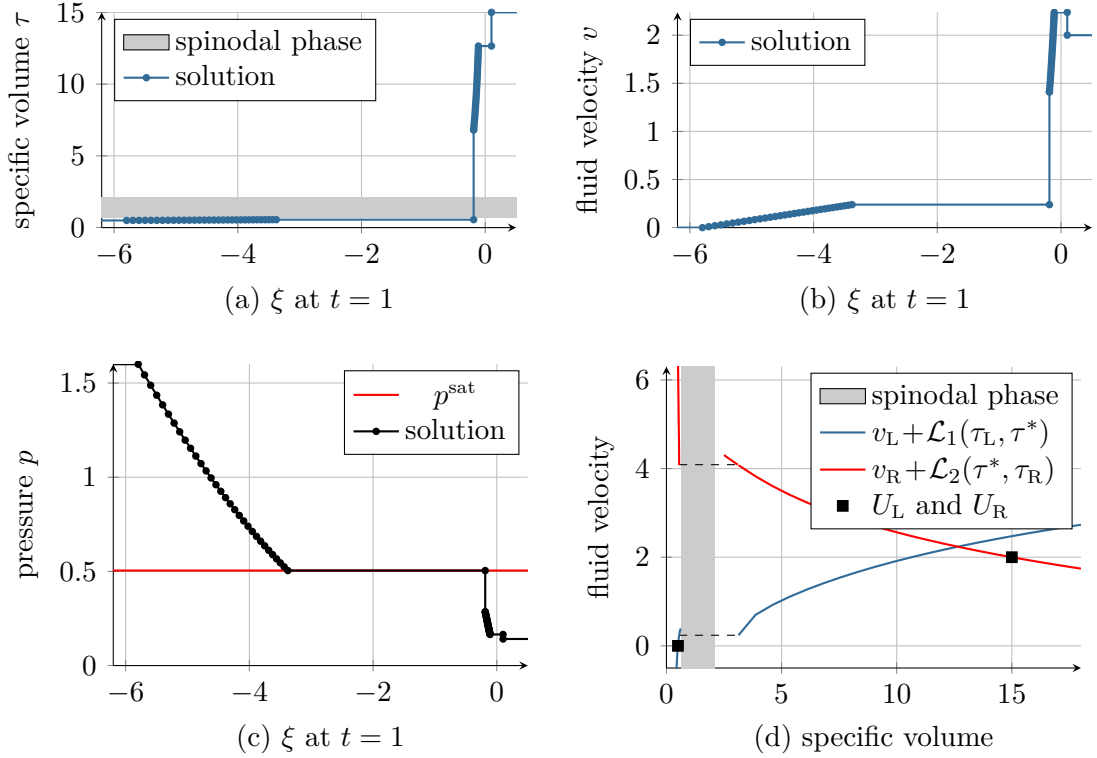 specific volume τ
15
10
5
0
−6
−4
−2
0
spinodal phase
solution
(a) ξ at t = 1
fluid velocity v
2
1.5
1
0.5
0
−6
−4
−2
0
solution
(b) ξ at t = 1
pressure p
1.5
1
0.5
0
−6
−4
−2
0
p^sat
solution
(c) ξ at t = 1
fluid velocity
6
4
2
0
0
5
10
15
spinodal phase
v_L + ℒ_1(τ_L, τ*)
v_R + ℒ_2(τ*, τ_R)
U_L and U_R
(d) specific volume